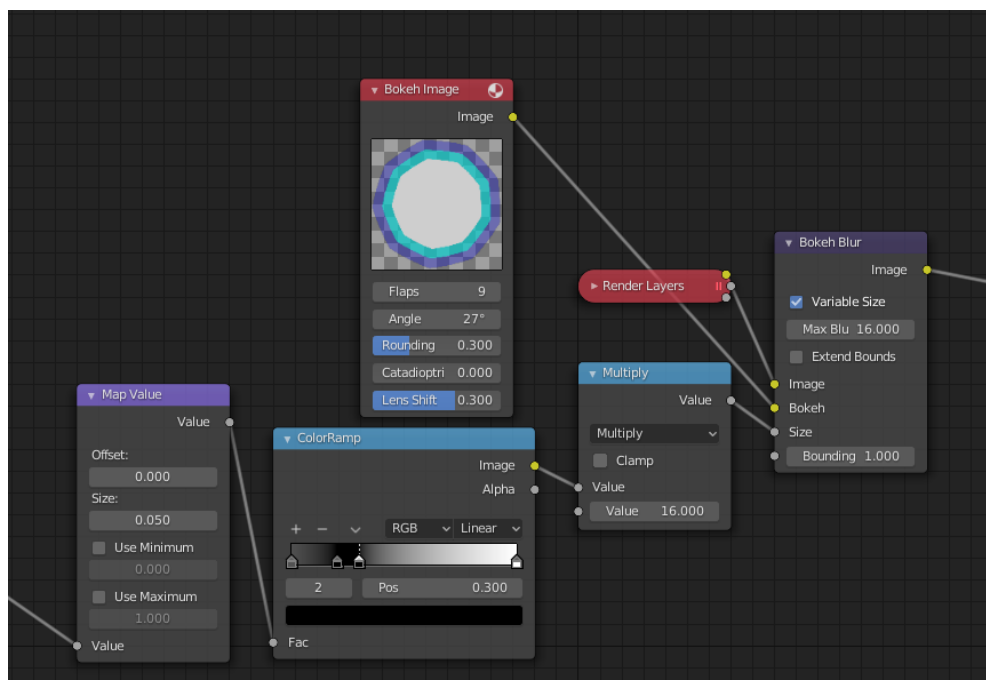 Bokeh Image
Image
Flaps 9
Angle 27°
Rounding 0.300
Catadioptri 0.000
Lens Shift 0.300
Render Layers
Bokeh Blur
Image
Variable Size
Max Blu 16.000
Extend Bounds
Image
Bokeh
Size
Bounding 1.000
Multiply
Value
Multiply
Clamp
Value
Value 16.000
Map Value
Value
Offset:
0.000
Size:
0.050
Use Minimum
0.000
Use Maximum
1.000
Value
ColorRamp
Image
Alpha
+ − RGB Linear
2 Pos 0.300
Fac